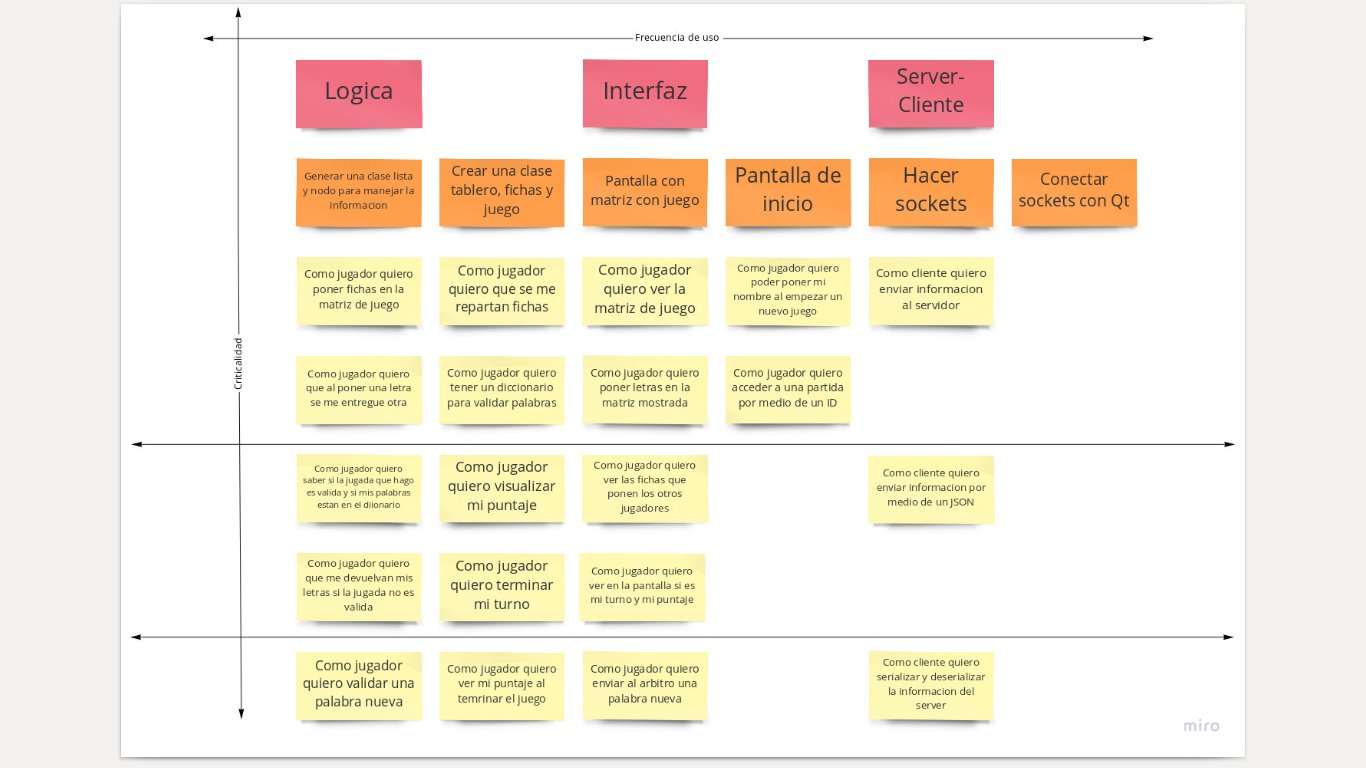 Frecuencia de uso
Logica
Interfaz
Server-
Cliente
Generar una clase lista
y nodo para manejar la
informacion
Crear una clase
tablero, fichas y
juego
Pantalla con
matriz con juego
Pantalla de
inicio
Hacer
sockets
Conectar
sockets con Qt
Como jugador quiero
poner fichas en la
matriz de juego
Como jugador
quiero que se me
repartan fichas
Como jugador
quiero ver la
matriz de juego
Como jugador quiero
poder poner mi
nombre al empezar un
nuevo juego
Como cliente quiero
enviar informacion
al servidor
Criticalidad
Como jugador quiero
que al poner una letra
se me entregue otra
Como jugador quiero
tener un diccionario
para validar palabras
Como jugador quiero
poner letras en la
matriz mostrada
Como jugador quiero
acceder a una partida
por medio de un ID
Como jugador quiero
saber si la jugada que hago
es valida y si mis palabras
estan en el diionario
Como jugador
quiero visualizar
mi puntaje
Como jugador quiero
ver las fichas que
ponen los otros
jugadores
Como cliente quiero
enviar informacion por
medio de un JSON
Como jugador quiero
que me devuelvan mis
letras si la jugada no es
valida
Como jugador
quiero terminar
mi turno
Como jugador quiero
ver en la pantalla si es
mi turno y mi puntaje
Como jugador
quiero validar una
palabra nueva
Como jugador quiero
ver mi puntaje al
temrinar el juego
Como jugador quiero
enviar al arbitro una
palabra nueva
Como cliente quiero
serializar y deserializar
la informacion del
server
miro